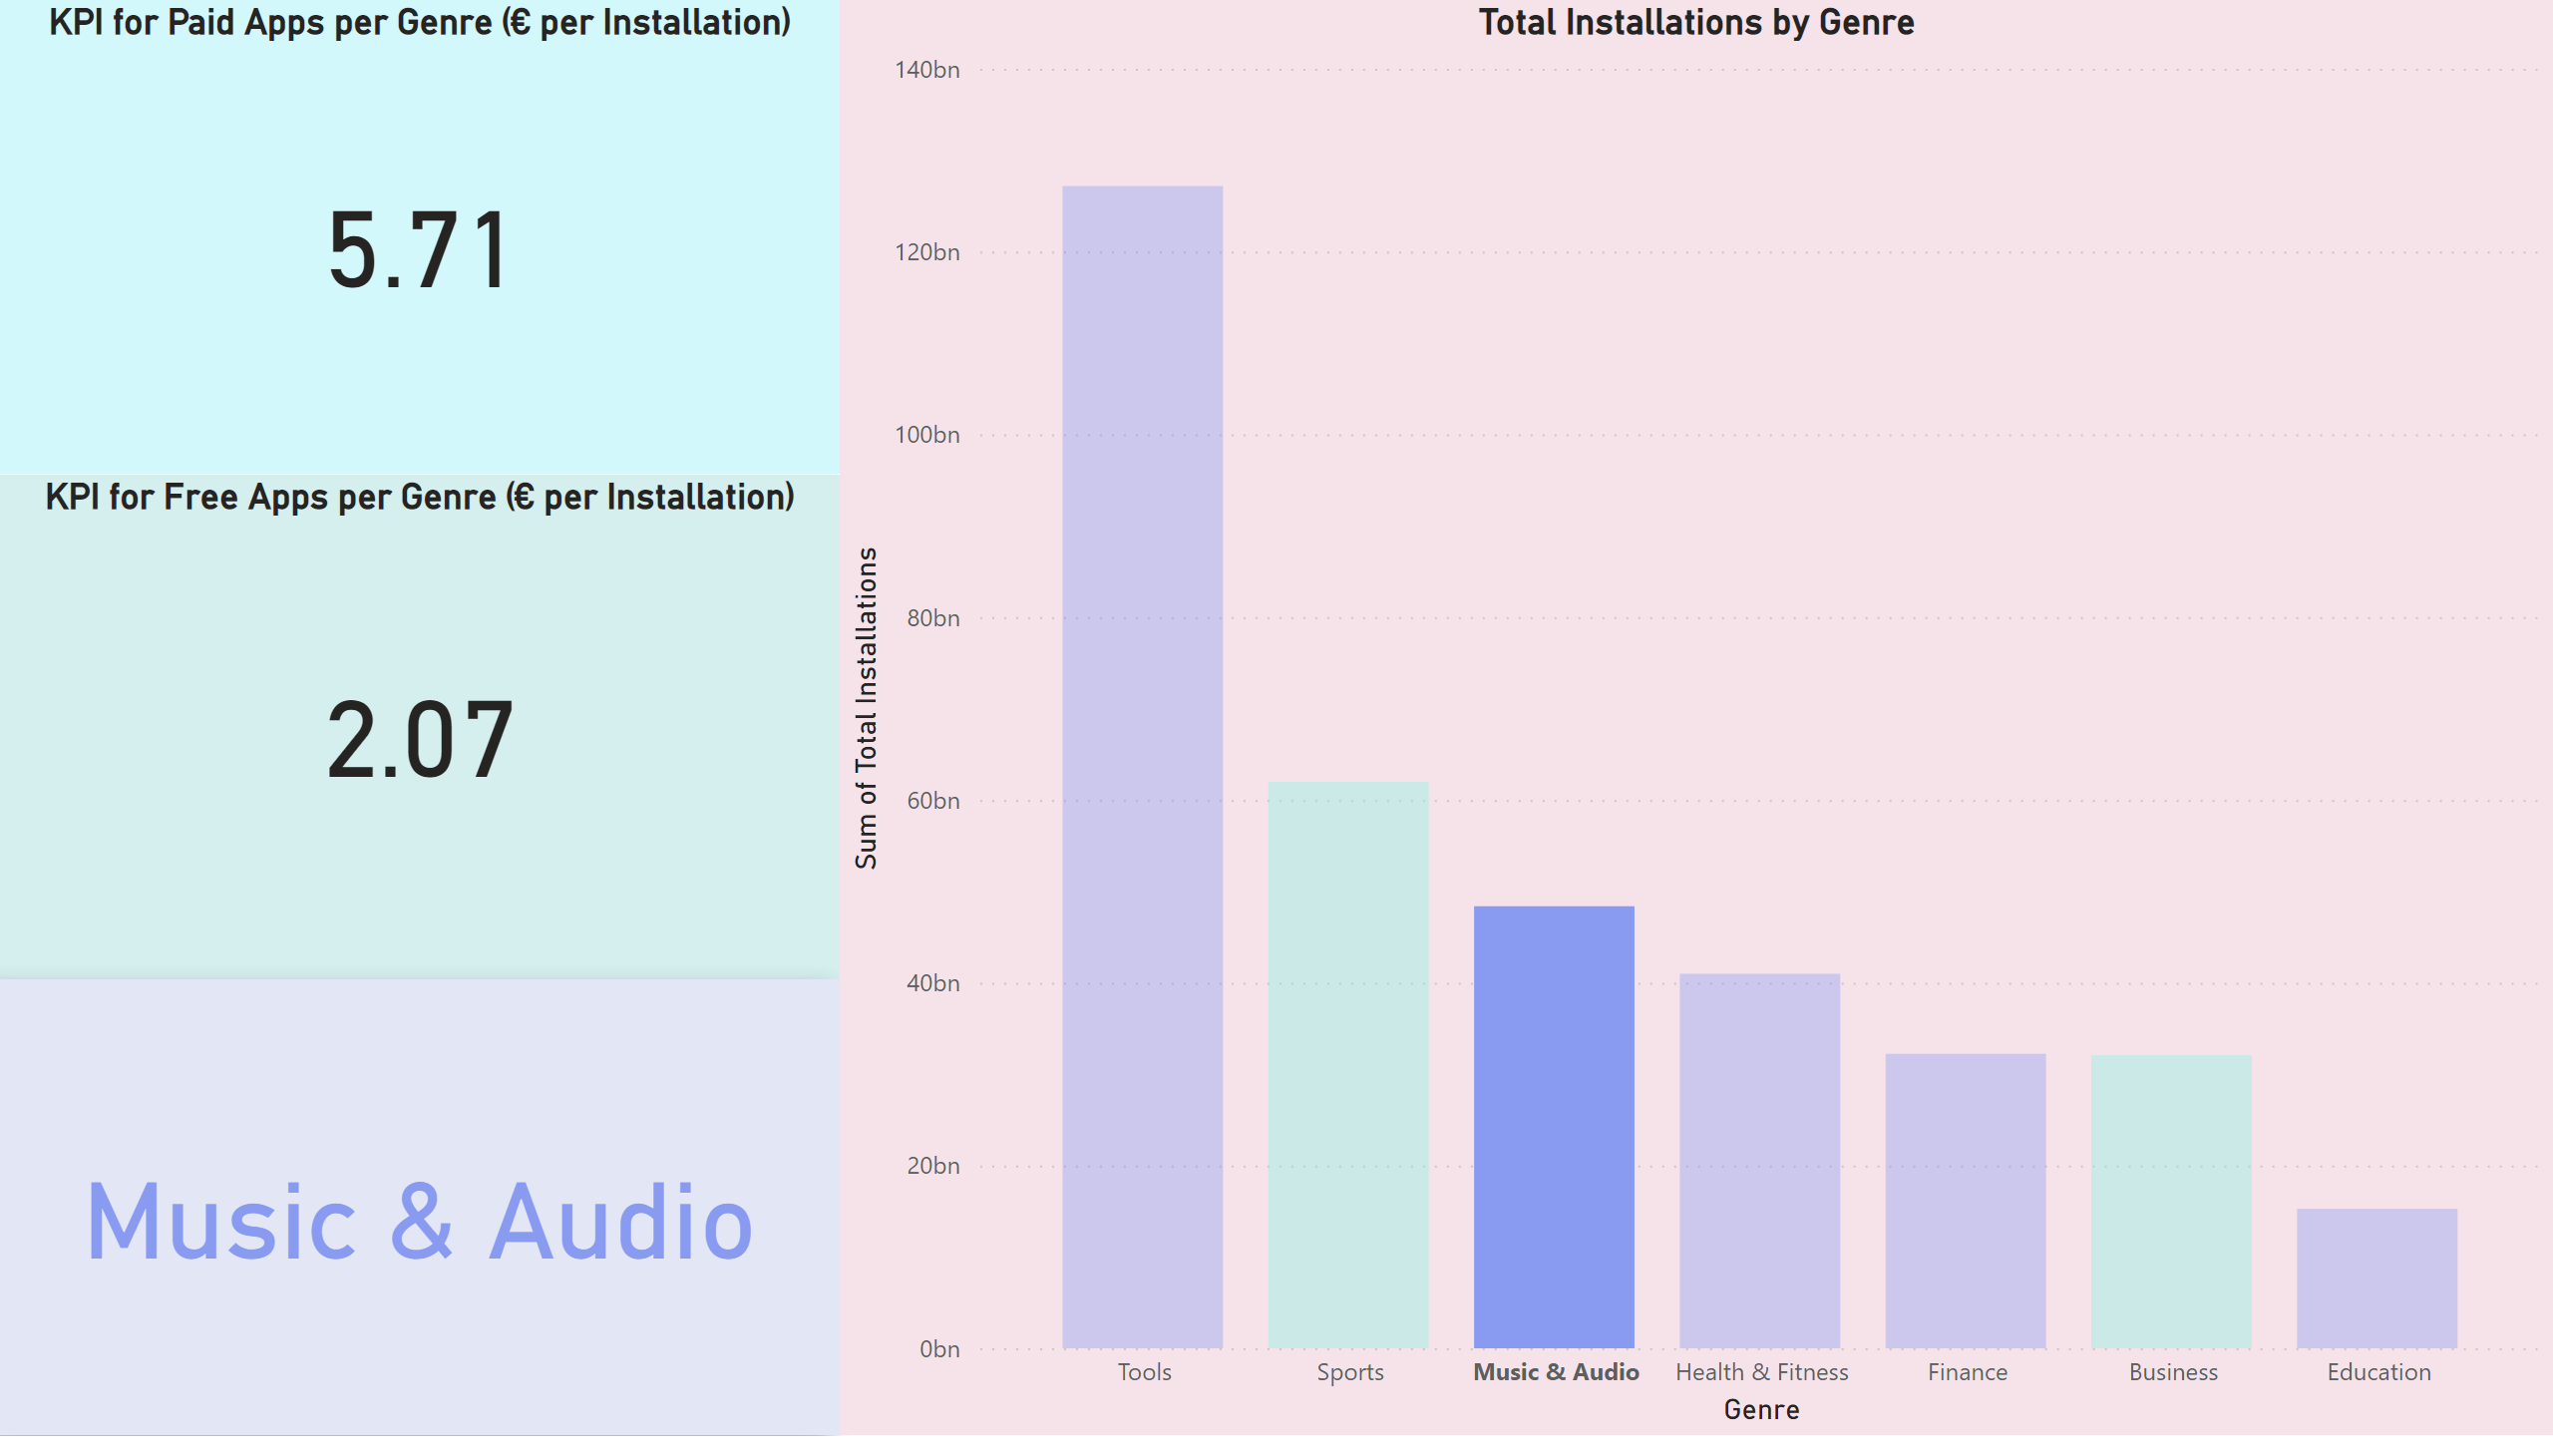 KPI for Paid Apps per Genre (€ per Installation)
5.71
KPI for Free Apps per Genre (€ per Installation)
2.07
Music & Audio
Total Installations by Genre
Sum of Total Installations
140bn
120bn
100bn
80bn
60bn
40bn
20bn
0bn
Tools Sports Music & Audio Health & Fitness Finance Business Education
Genre